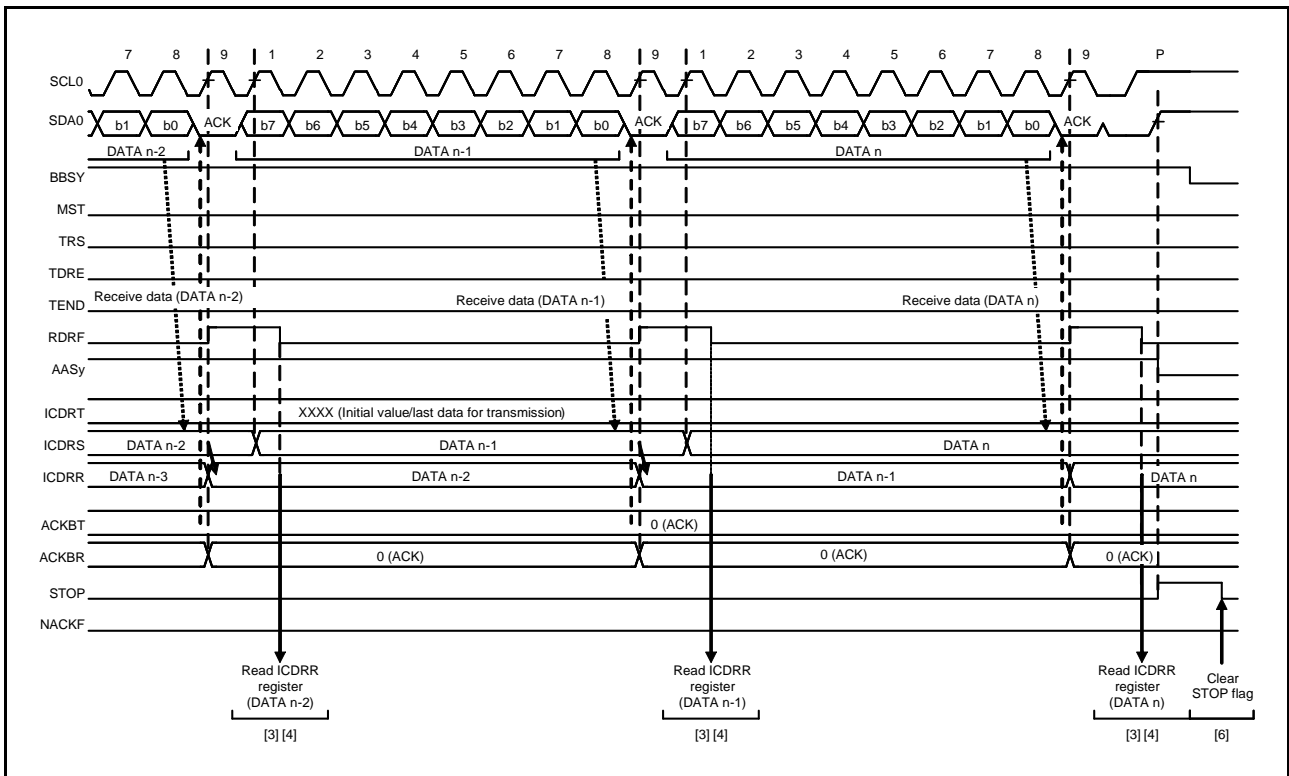 7 8 9 1 2 3 4 5 6 7 8 9 1 2 3 4 5 6 7 8 9 P
SCL0
SDA0 b1 b0 ACK b7 b6 b5 b4 b3 b2 b1 b0 ACK b7 b6 b5 b4 b3 b2 b1 b0 ACK
DATA n-2 DATA n-1 DATA n
BBSY
MST
TRS
TDRE
Receive data (DATA n-2) Receive data (DATA n-1) Receive data (DATA n)
TEND
RDRF
AASy
ICDRT XXXX (Initial value/last data for transmission)
ICDRS DATA n-2 DATA n-1 DATA n
ICDRR DATA n-3 DATA n-2 DATA n-1 DATA n
ACKBT 0 (ACK)
ACKBR 0 (ACK) 0 (ACK) 0 (ACK)
STOP
NACKF
Read ICDRR
register
(DATA n-2)
[3] [4]
Read ICDRR
register
(DATA n-1)
[3] [4]
Read ICDRR
register
(DATA n)
[3] [4]
Clear
STOP flag
[6]